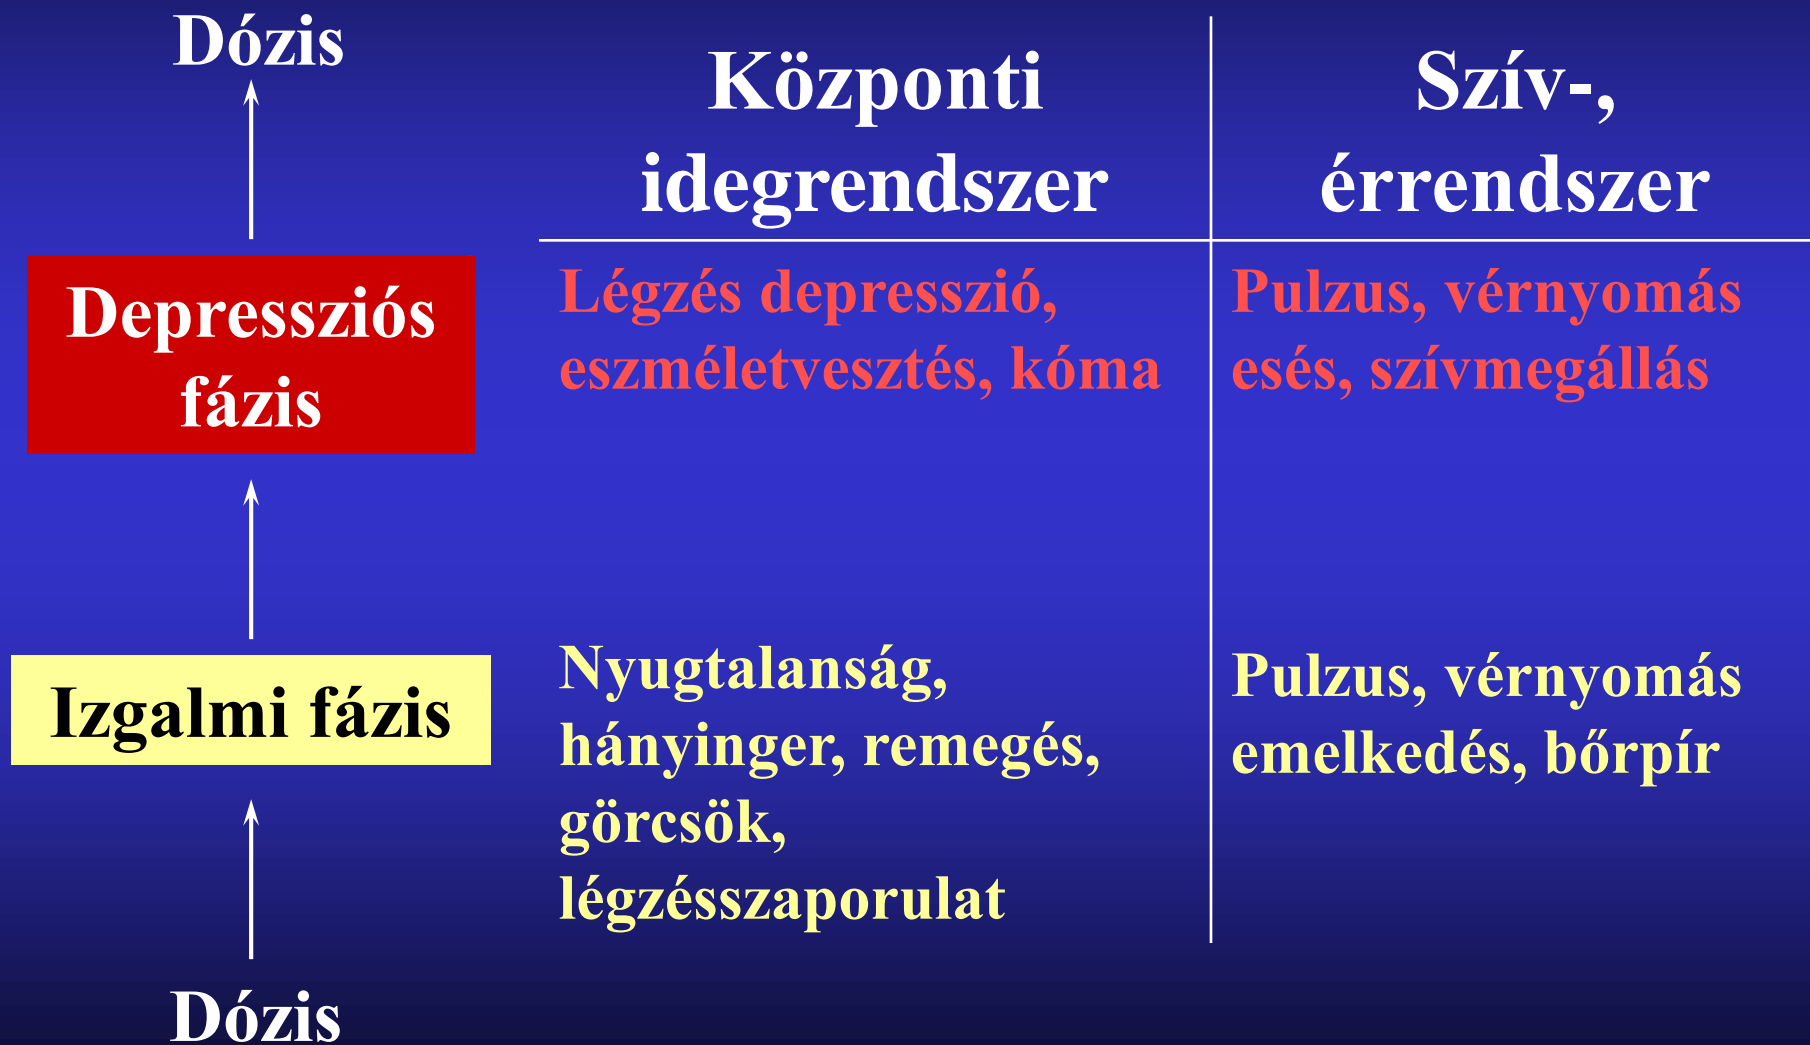 Dózis
Központi
idegrendszer
Szív-,
érrendszer
Depressziós
fázis
Légzés depresszió,
eszméletvesztés, kóma
Pulzus, vérnyomás
esés, szívmegállás
Izgalmi fázis
Nyugtalanság,
hányinger, remegés,
görcsök,
légzésszaporulat
Pulzus, vérnyomás
emelkedés, bőrpír
Dózis